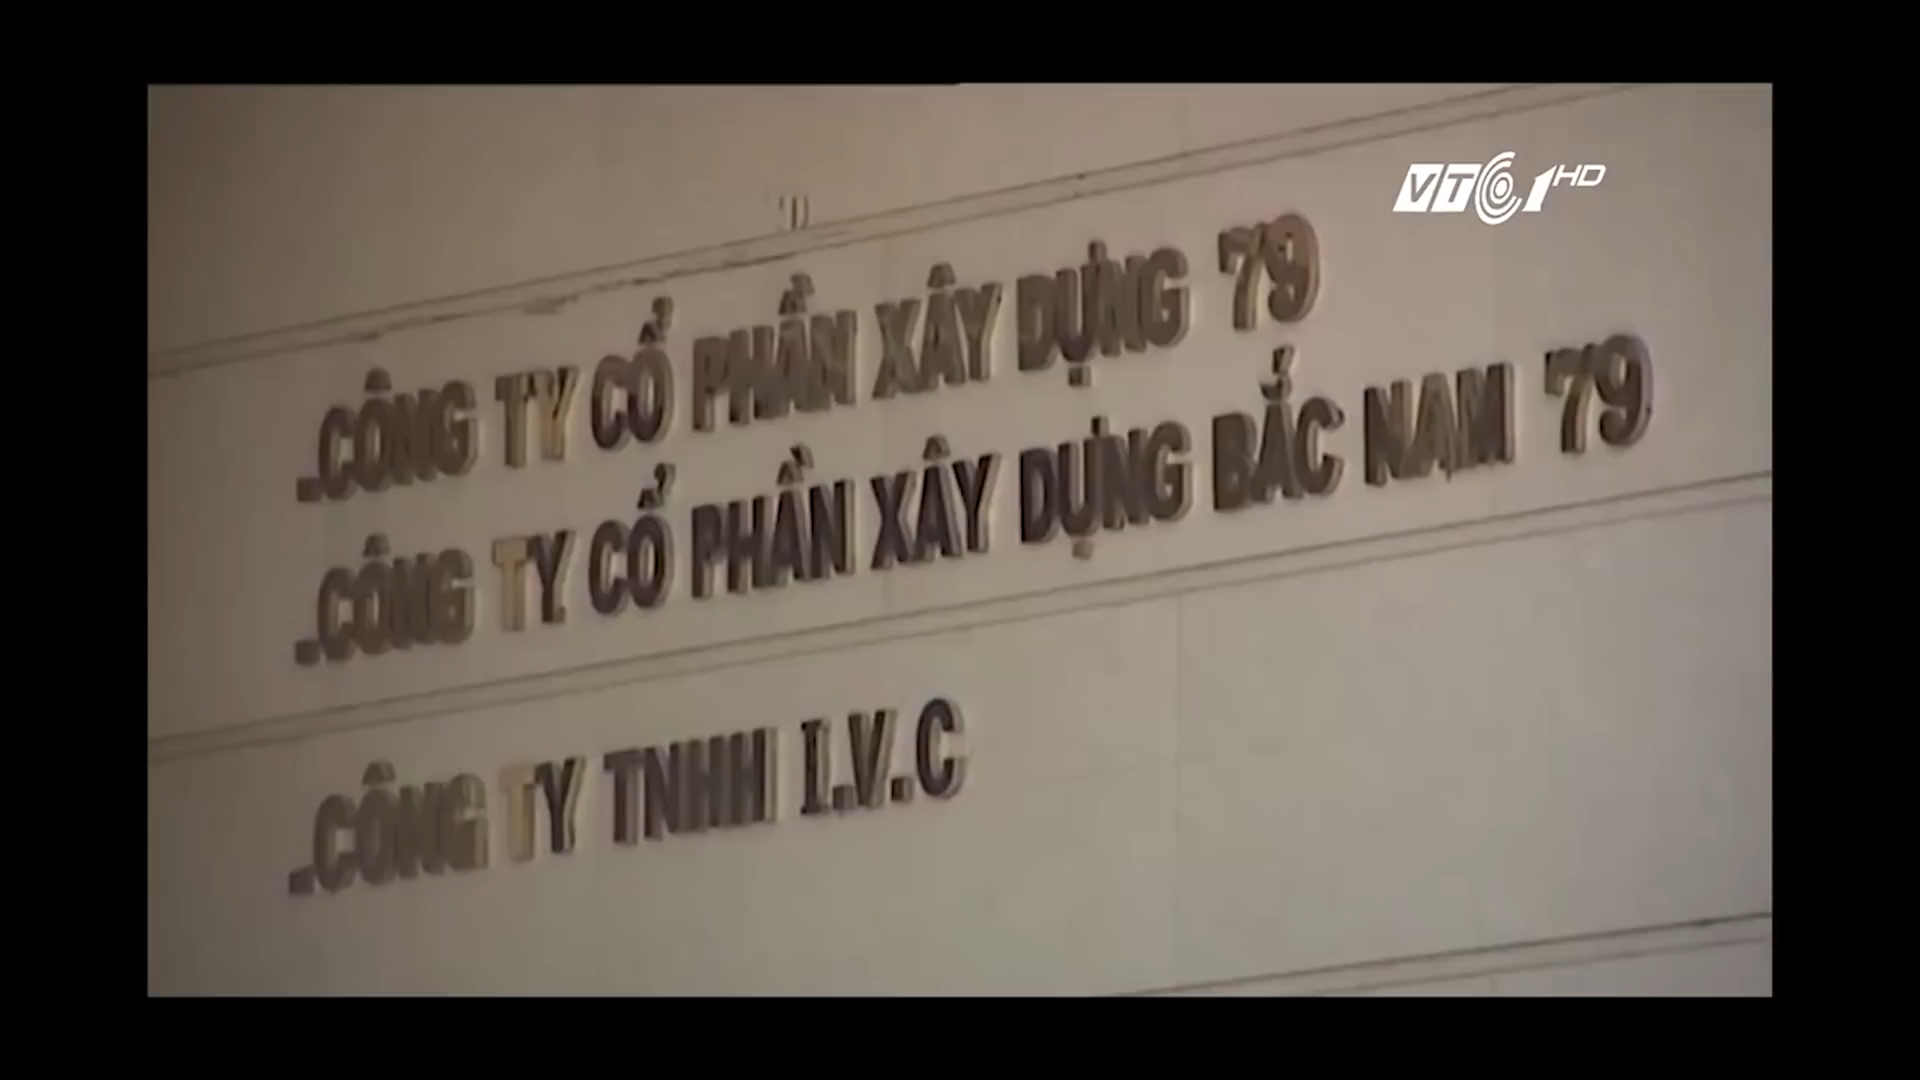 VTC1 HD
-CÔNG TY CỔ PHẦN XÂY DỰNG 79
-CÔNG TY CỔ PHẦN XÂY DỰNG BẮC NAM 79
-CÔNG TY TNHH I.V.C